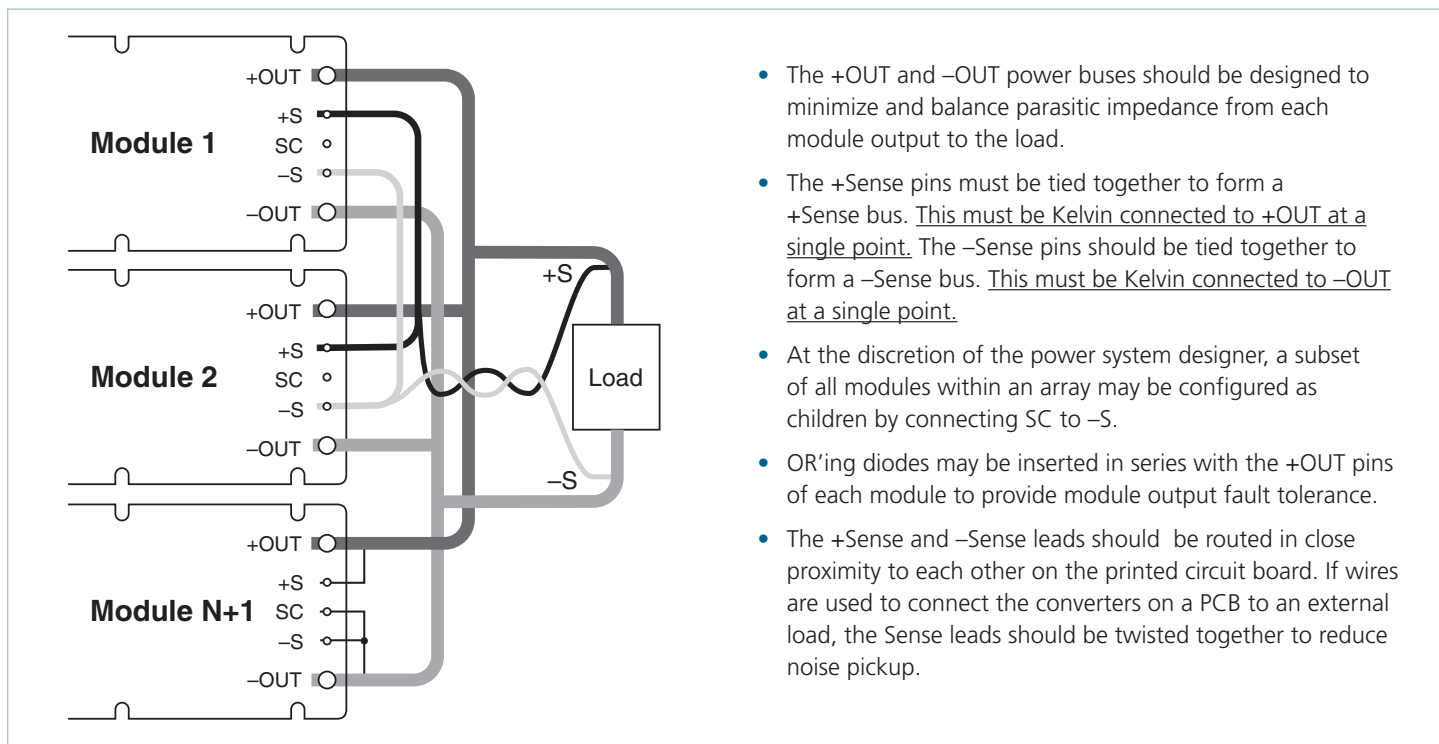 +OUT
+S
Module 1
SC
–S
–OUT
+OUT
+S
Module 2
SC
–S
–OUT
+OUT
+S
Module N+1
SC
–S
–OUT
+S
Load
–S
• The +OUT and –OUT power buses should be designed to
minimize and balance parasitic impedance from each
module output to the load.
• The +Sense pins must be tied together to form a
+Sense bus. This must be Kelvin connected to +OUT at a
single point. The –Sense pins should be tied together to
form a –Sense bus. This must be Kelvin connected to –OUT
at a single point.
• At the discretion of the power system designer, a subset
of all modules within an array may be configured as
children by connecting SC to –S.
• OR’ing diodes may be inserted in series with the +OUT pins
of each module to provide module output fault tolerance.
• The +Sense and –Sense leads should be routed in close
proximity to each other on the printed circuit board. If wires
are used to connect the converters on a PCB to an external
load, the Sense leads should be twisted together to reduce
noise pickup.